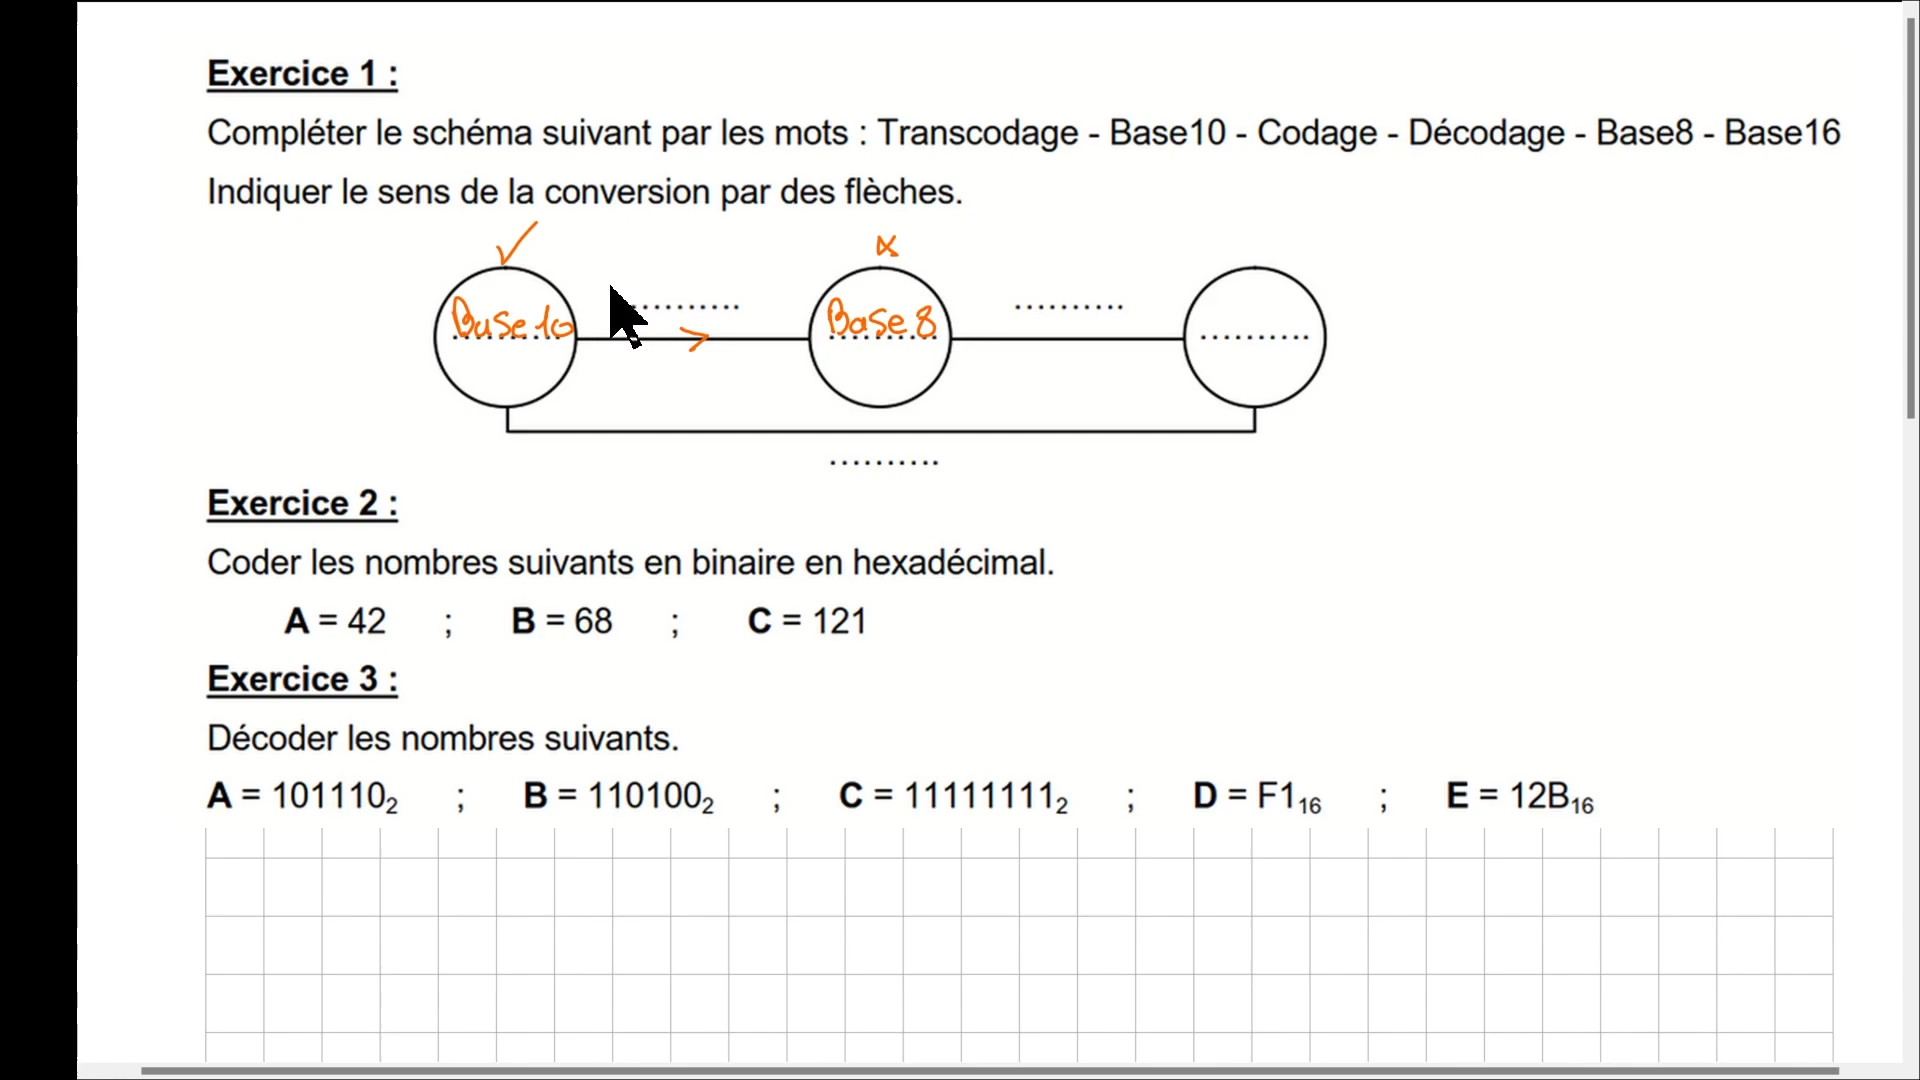 Exercice 1 :
Compléter le schéma suivant par les mots : Transcodage - Base10 - Codage - Décodage - Base8 - Base16
Indiquer le sens de la conversion par des flèches.
Base 10 .......... Base 8 .......... ..........
..........
Exercice 2 :
Coder les nombres suivants en binaire en hexadécimal.
A = 42 ; B = 68 ; C = 121
Exercice 3 :
Décoder les nombres suivants.
A = 101110₂ ; B = 110100₂ ; C = 11111111₂ ; D = F1₁₆ ; E = 12B₁₆